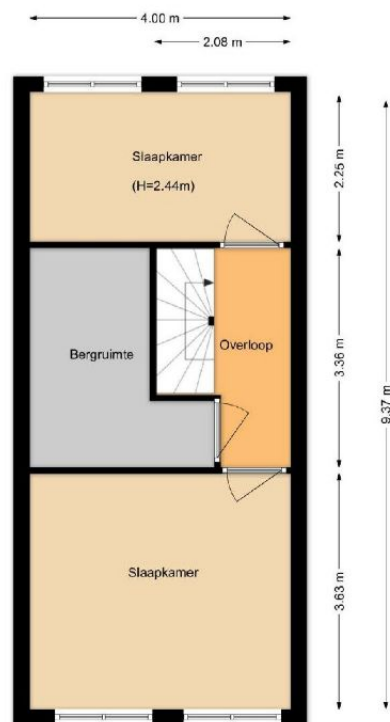 4.00 m
2.08 m
Slaapkamer
(H=2.44m)
2.25 m
Bergruimte
Overloop
3.36 m
9.37 m
Slaapkamer
3.63 m